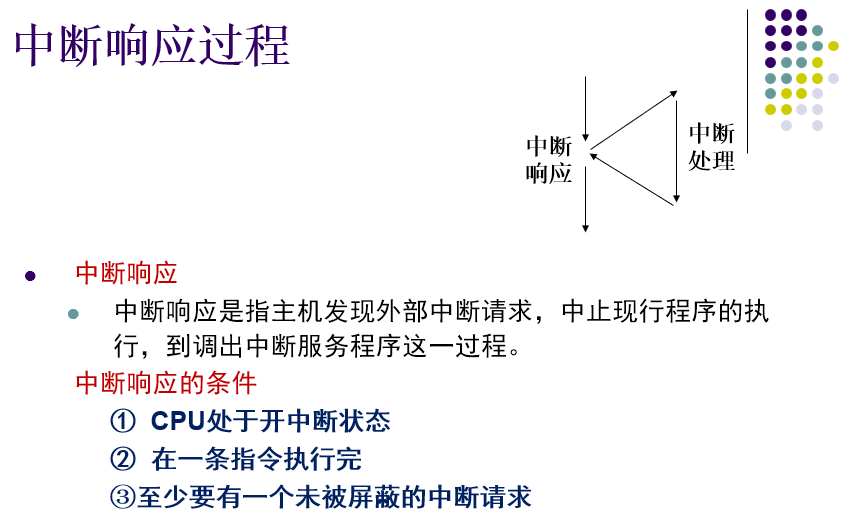 中断响应过程
中断
响应
中断
处理
中断响应
中断响应是指主机发现外部中断请求，中止现行程序的执
行，到调出中断服务程序这一过程。
中断响应的条件
① CPU处于开中断状态
② 在一条指令执行完
③至少要有一个未被屏蔽的中断请求